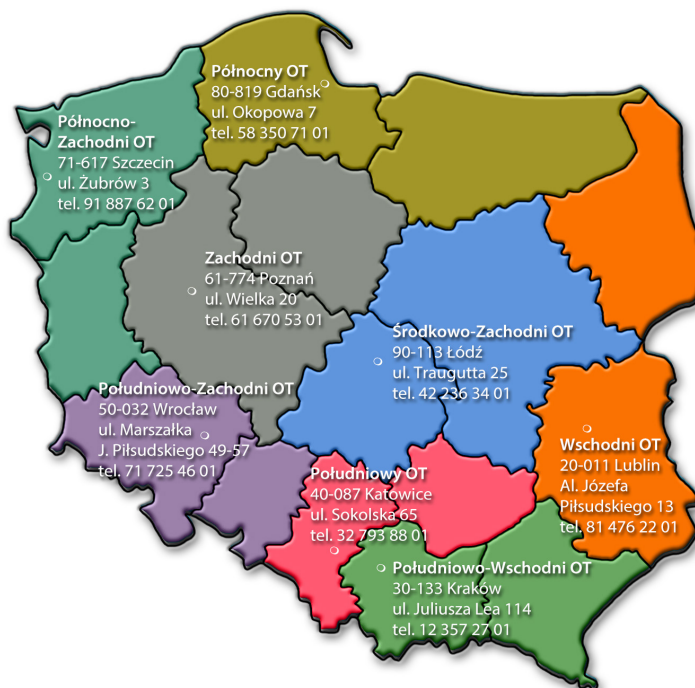 Północny OT
80-819 Gdańsk
ul. Okopowa 7
tel. 58 350 71 01
Północno-
Zachodni OT
71-617 Szczecin
ul. Żubrów 3
tel. 91 887 62 01
Zachodni OT
61-774 Poznań
ul. Wielka 20
tel. 61 670 53 01
Środkowo-Zachodni OT
90-113 Łódź
ul. Traugutta 25
tel. 42 236 34 01
Południowo-Zachodni OT
50-032 Wrocław
ul. Marszałka
J. Piłsudskiego 49-57
tel. 71 725 46 01
Wschodni OT
20-011 Lublin
Al. Józefa
Piłsudskiego 13
tel. 81 476 22 01
Południowy OT
40-087 Katowice
ul. Sokolska 65
tel. 32 793 88 01
Południowo-Wschodni OT
30-133 Kraków
ul. Juliusza Lea 114
tel. 12 357 27 01